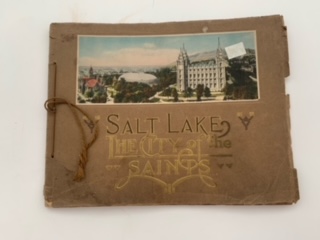 SALT LAKE
THE CITY of The
SAINTS